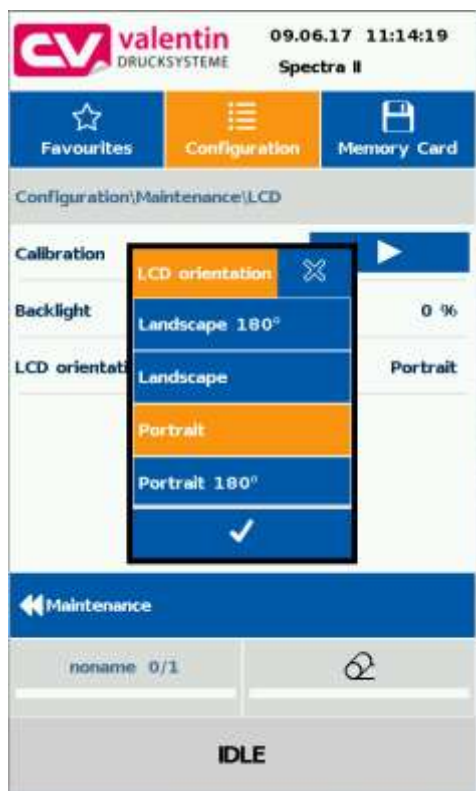 CV valentin
DRUCKSYSTEME
09.06.17 11:14:19
Spectra II
Favourites Configuration Memory Card
Configuration\Maintenance\LCD
Calibration
Backlight 0 %
LCD orientati Portrait
LCD orientation
Landscape 180°
Landscape
Portrait
Portrait 180°
Maintenance
noname 0/1
IDLE